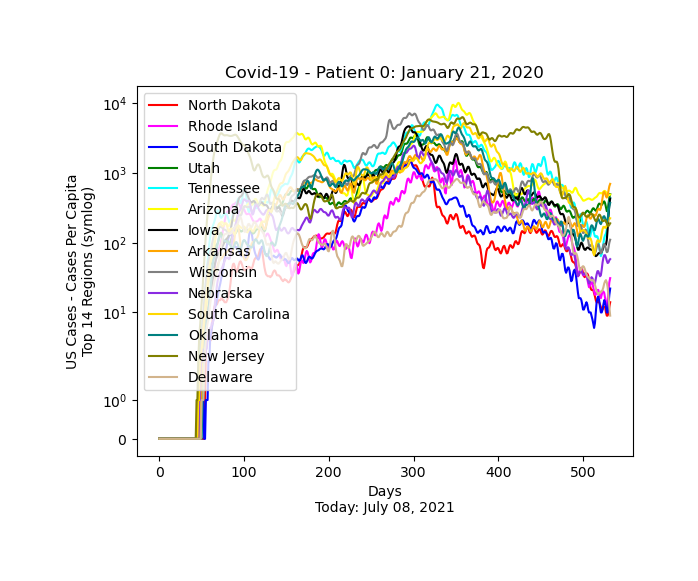 Covid-19 - Patient 0: January 21, 2020
US Cases - Cases Per Capita
Top 14 Regions (symlog)
10^4
10^3
10^2
10^1
10^0
0
North Dakota
Rhode Island
South Dakota
Utah
Tennessee
Arizona
Iowa
Arkansas
Wisconsin
Nebraska
South Carolina
Oklahoma
New Jersey
Delaware
0 100 200 300 400 500
Days
Today: July 08, 2021